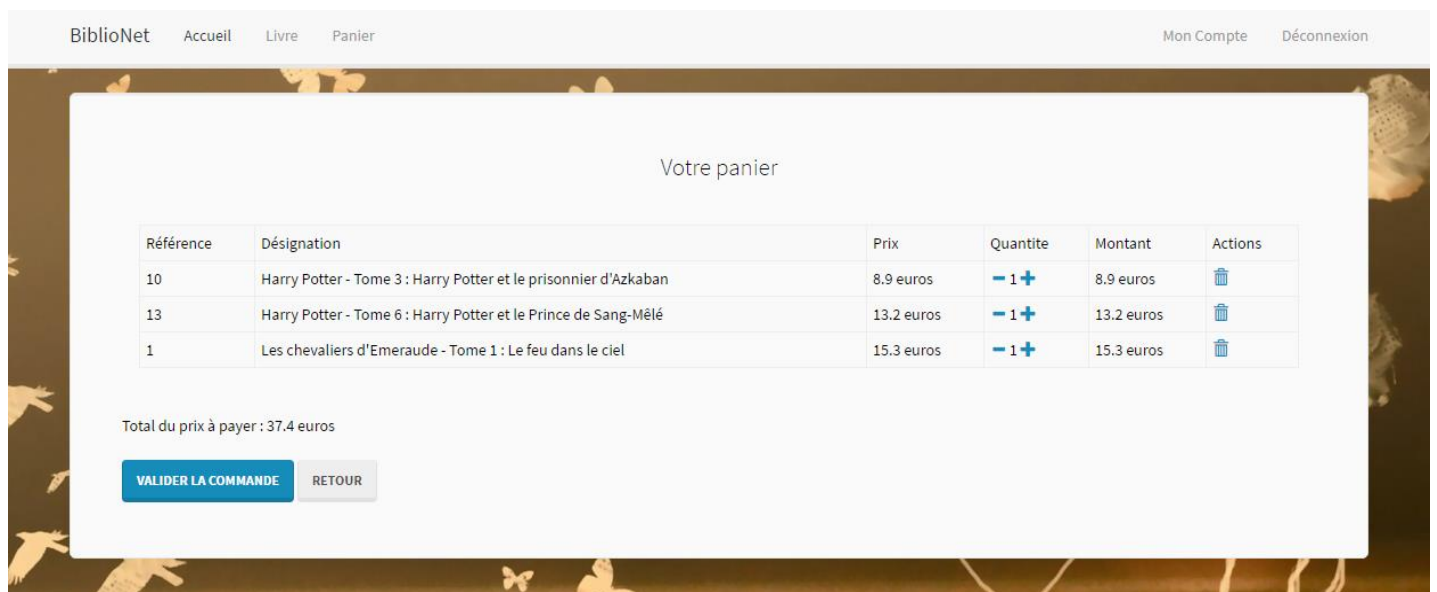 BiblioNet Accueil Livre Panier Mon Compte Déconnexion
Votre panier
Référence Désignation Prix Quantite Montant Actions
10 Harry Potter - Tome 3 : Harry Potter et le prisonnier d'Azkaban 8.9 euros 1 8.9 euros
13 Harry Potter - Tome 6 : Harry Potter et le Prince de Sang-Mêlé 13.2 euros 1 13.2 euros
1 Les chevaliers d'Emeraude - Tome 1 : Le feu dans le ciel 15.3 euros 1 15.3 euros
Total du prix à payer : 37.4 euros
VALIDER LA COMMANDE RETOUR